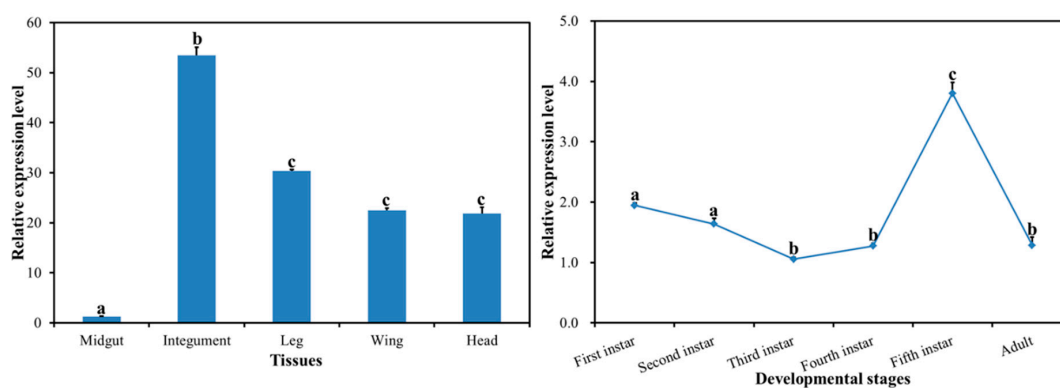 60
50
40
30
20
10
0
Relative expression level
a
b
c
c
c
Midgut Integument Leg Wing Head
Tissues
5.0
4.0
3.0
2.0
1.0
0.0
Relative expression level
a
a
b
b
c
b
First instar Second instar Third instar Fourth instar Fifth instar Adult
Developmental stages